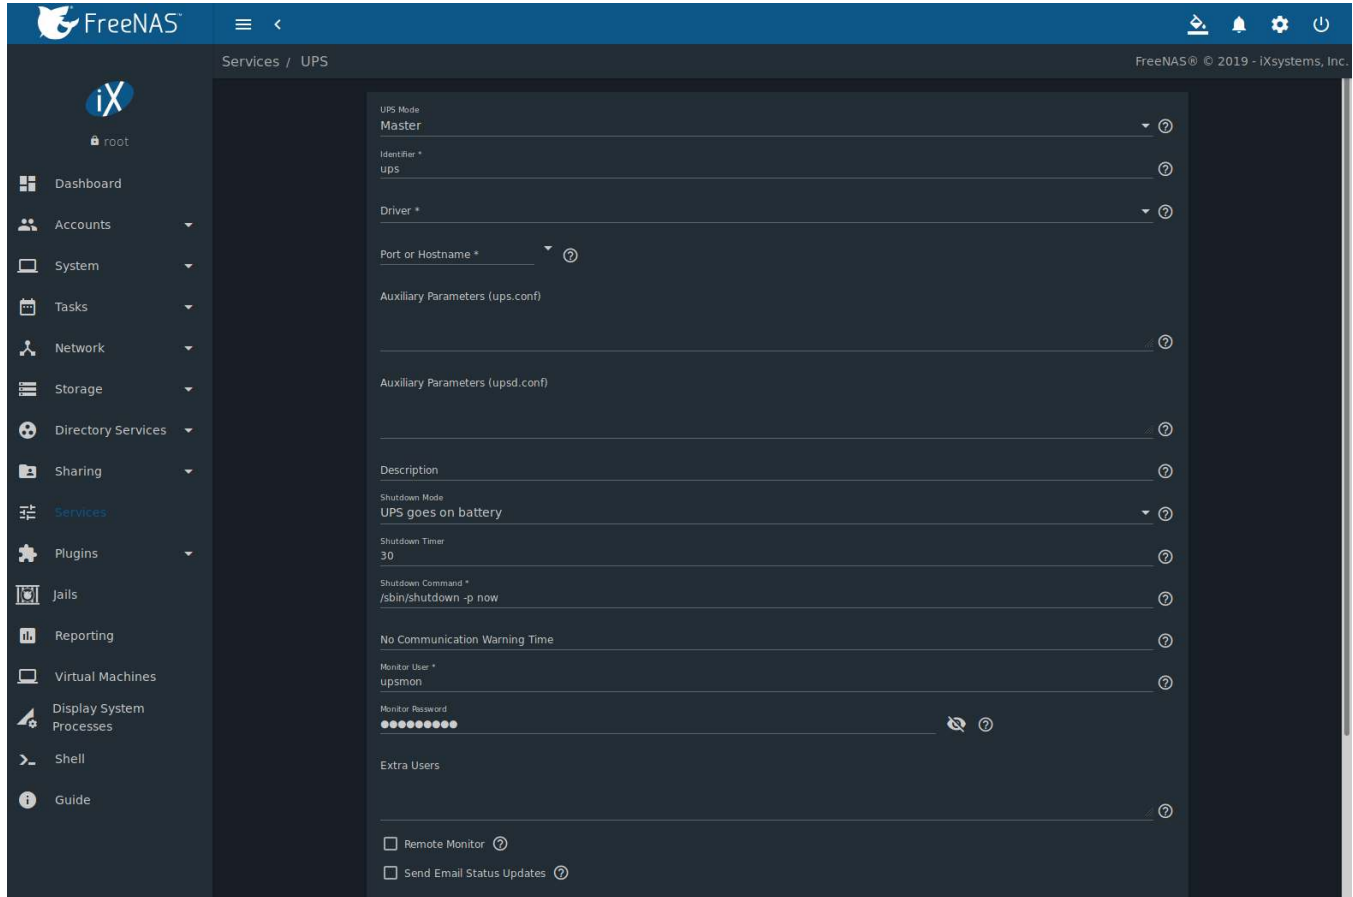 FreeNAS®
Services / UPS
FreeNAS® © 2019 - iXsystems, Inc.
iX
root
Dashboard
Accounts
System
Tasks
Network
Storage
Directory Services
Sharing
Services
Plugins
Jails
Reporting
Virtual Machines
Display System
Processes
Shell
Guide
UPS Mode
Master
Identifier *
ups
Driver *
Port or Hostname *
Auxiliary Parameters (ups.conf)
Auxiliary Parameters (upsd.conf)
Description
Shutdown Mode
UPS goes on battery
Shutdown Timer
30
Shutdown Command *
/sbin/shutdown -p now
No Communication Warning Time
Monitor User *
upsmon
Monitor Password
●●●●●●●●●
Extra Users
Remote Monitor
Send Email Status Updates